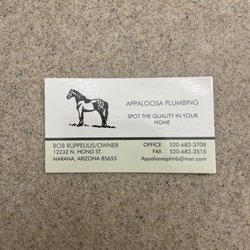 APPALOOSA PLUMBING
SPOT THE QUALITY IN YOUR
HOME
BOB RUPPELIUS/OWNER
12232 N. HONG ST.
MARANA, ARIZONA 85653
OFFICE 520-682-3708
FAX 520-682-3515
Appaloosaplmb@msn.com